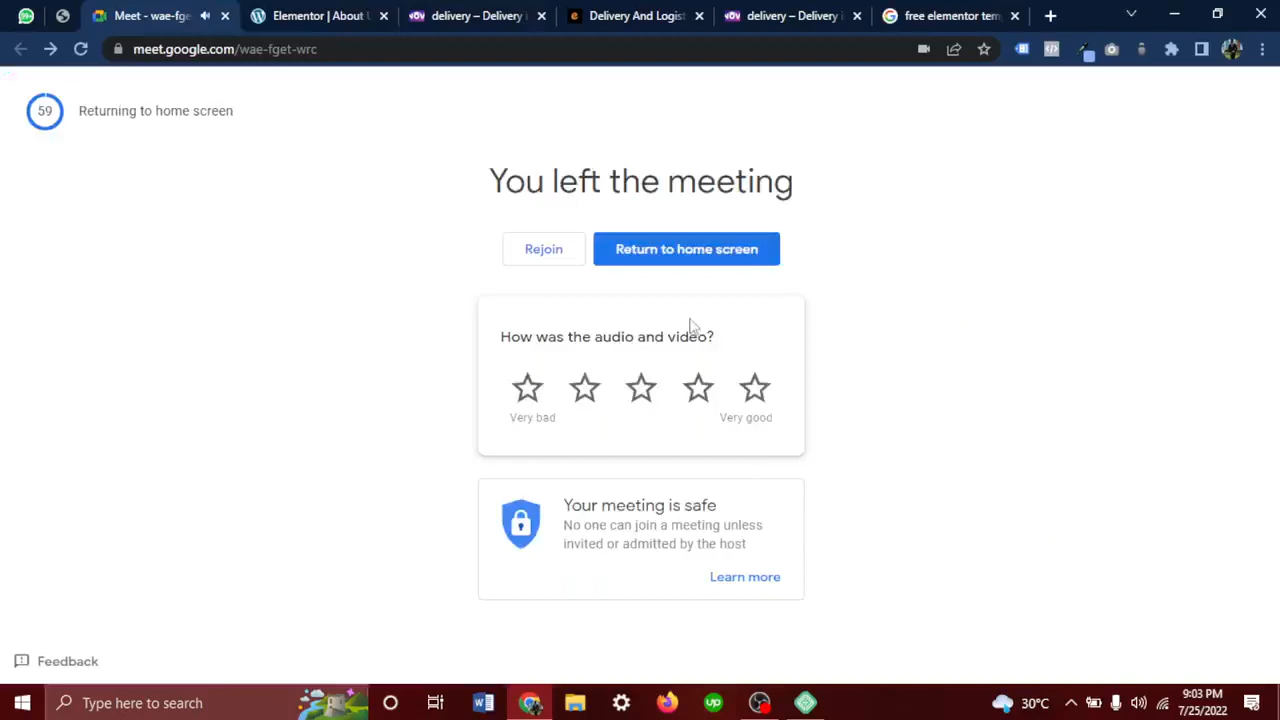 Meet - wae-fg
Elementor | About U
delivery – Delivery
Delivery And Logist
delivery – Delivery
free elementor tem
meet.google.com/wae-fget-wrc
59
Returning to home screen
You left the meeting
Rejoin
Return to home screen
How was the audio and video?
Very bad
Very good
Your meeting is safe
No one can join a meeting unless
invited or admitted by the host
Learn more
Feedback
Type here to search
30°C
9:03 PM
7/25/2022